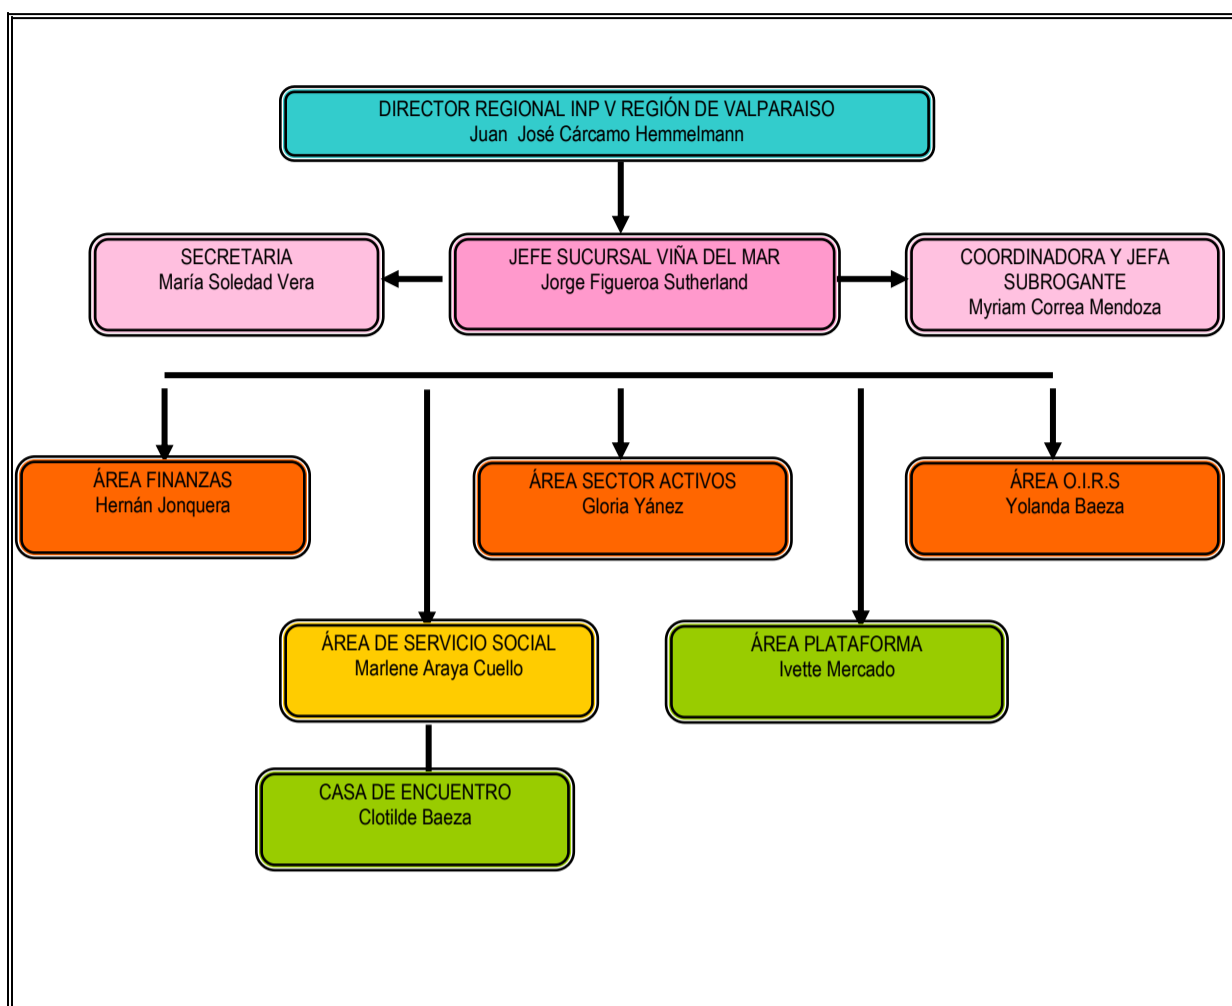 DIRECTOR REGIONAL INP V REGIÓN DE VALPARAISO
Juan José Cárcamo Hemmelmann
SECRETARIA
María Soledad Vera
JEFE SUCURSAL VIÑA DEL MAR
Jorge Figueroa Sutherland
COORDINADORA Y JEFA
SUBROGANTE
Myriam Correa Mendoza
ÁREA FINANZAS
Hernán Jonquera
ÁREA SECTOR ACTIVOS
Gloria Yánez
ÁREA O.I.R.S
Yolanda Baeza
ÁREA DE SERVICIO SOCIAL
Marlene Araya Cuello
ÁREA PLATAFORMA
Ivette Mercado
CASA DE ENCUENTRO
Clotilde Baeza